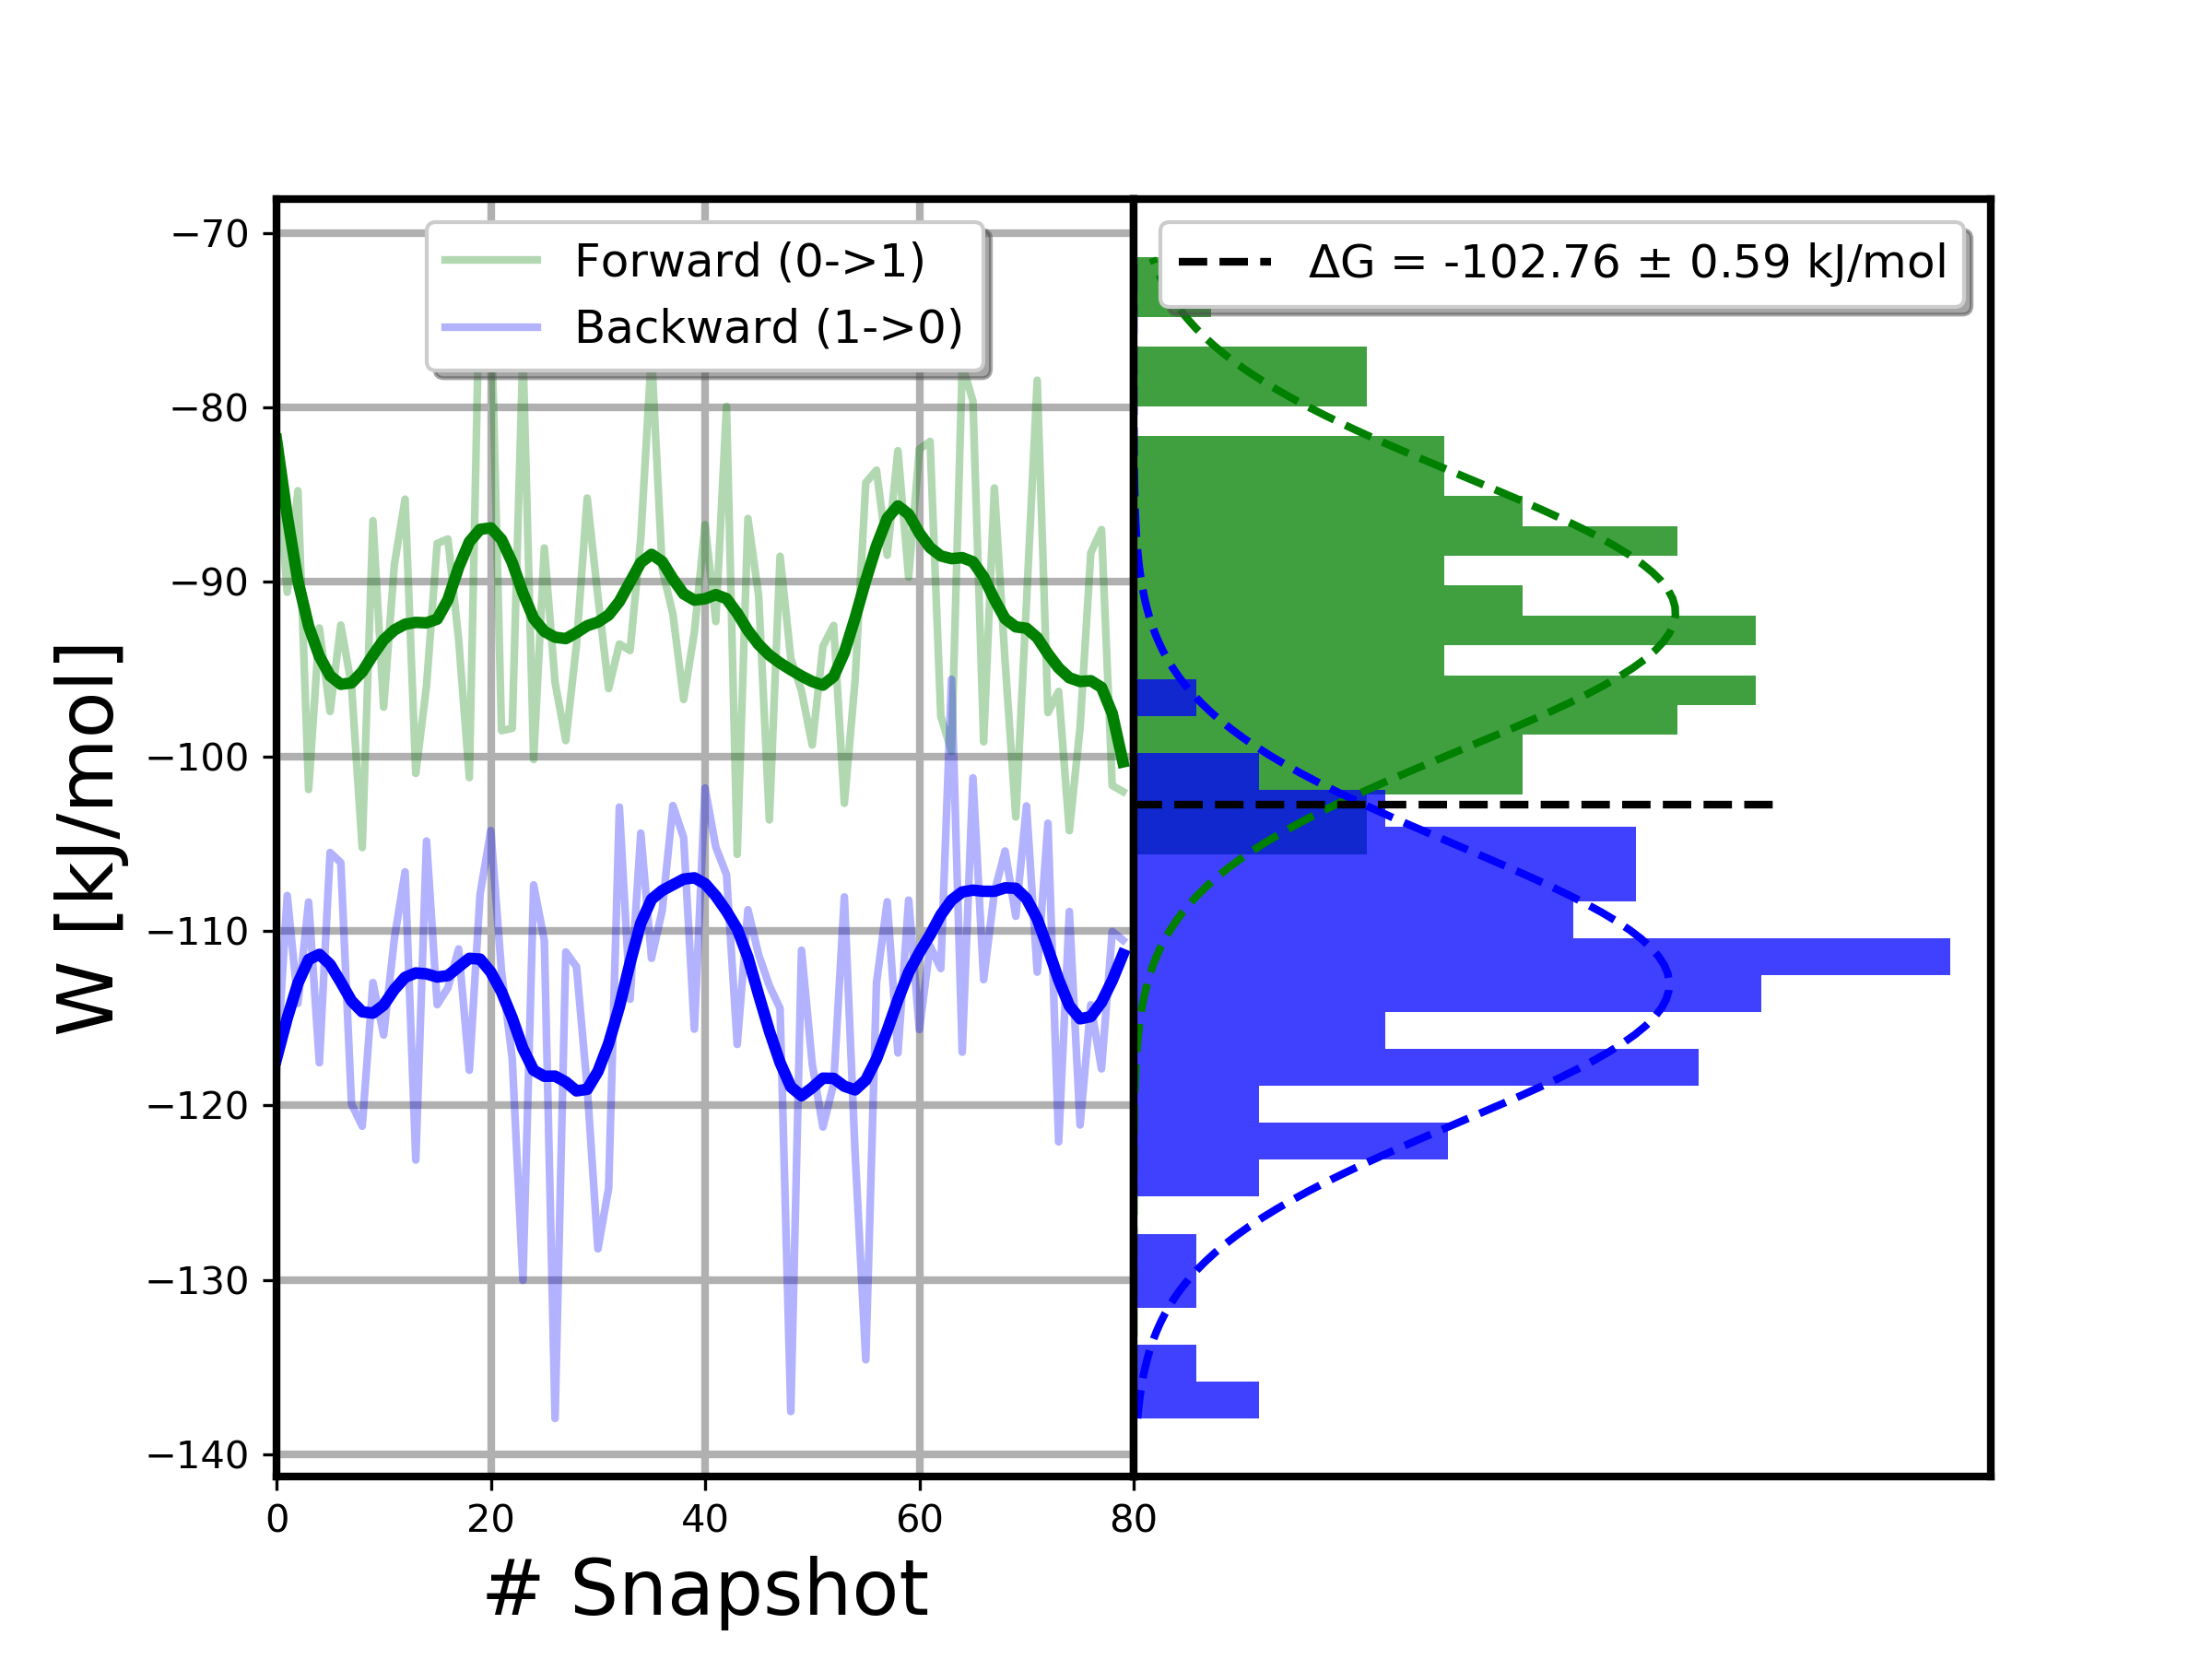 Forward (0->1)
Backward (1->0)
ΔG = -102.76 ± 0.59 kJ/mol
−70
−80
−90
−100
−110
−120
−130
−140
W [kJ/mol]
0 20 40 60 80
# Snapshot